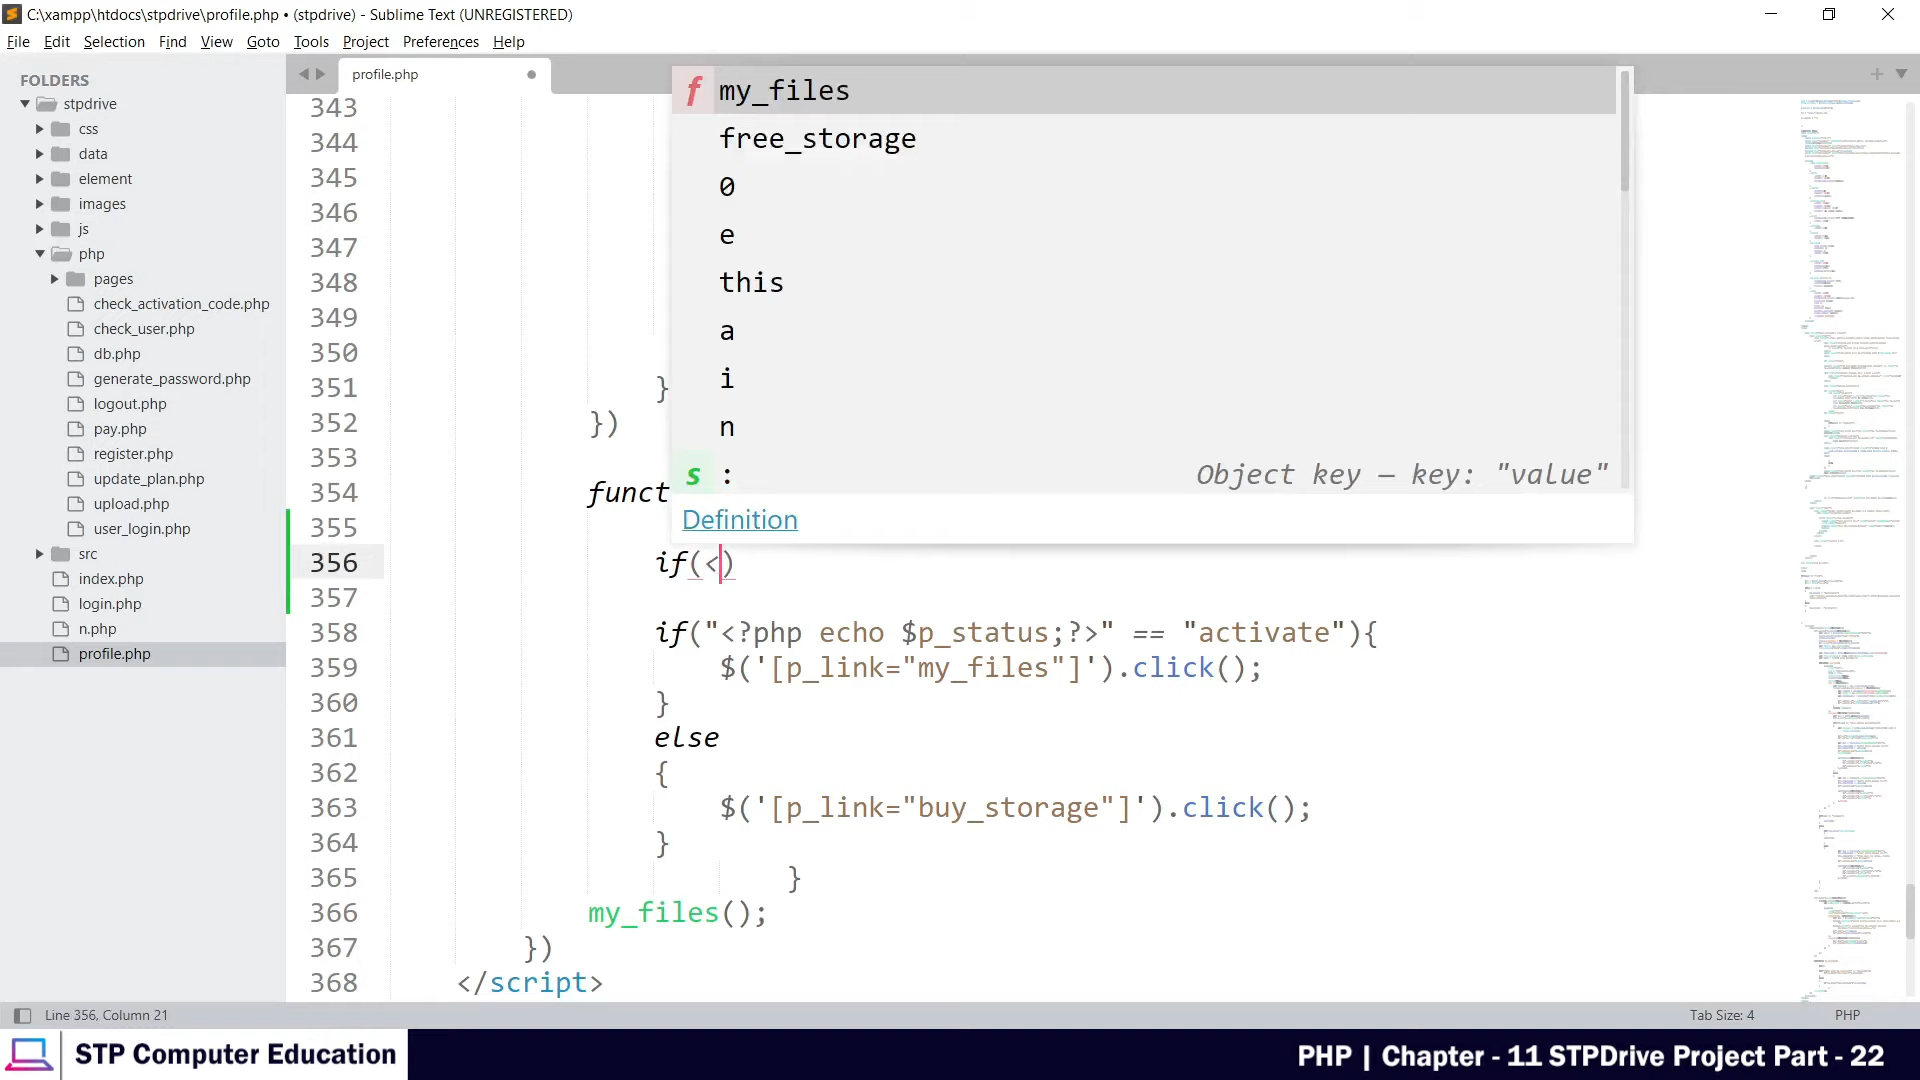 C:\xampp\htdocs\stpdrive\profile.php • (stpdrive) - Sublime Text (UNREGISTERED)
File Edit Selection Find View Goto Tools Project Preferences Help
FOLDERS
stpdrive
css
data
element
images
js
php
pages
check_activation_code.php
check_user.php
db.php
generate_password.php
logout.php
pay.php
register.php
update_plan.php
upload.php
user_login.php
src
index.php
login.php
n.php
profile.php
profile.php
f my_files
free_storage
0
e
this
a
i
n
s : Object key — key: "value"
Definition
343
344
345
346
347
348
349
350
351 }
352 })
353
354 funct
355
356 if(<)
357
358 if("<?php echo $p_status;?>" == "activate"){
359 $('[p_link="my_files"]').click();
360 }
361 else
362 {
363 $('[p_link="buy_storage"]').click();
364 }
365 }
366 my_files();
367 })
368 </script>
Line 356, Column 21
Tab Size: 4 PHP
STP Computer Education
PHP | Chapter - 11 STPDrive Project Part - 22